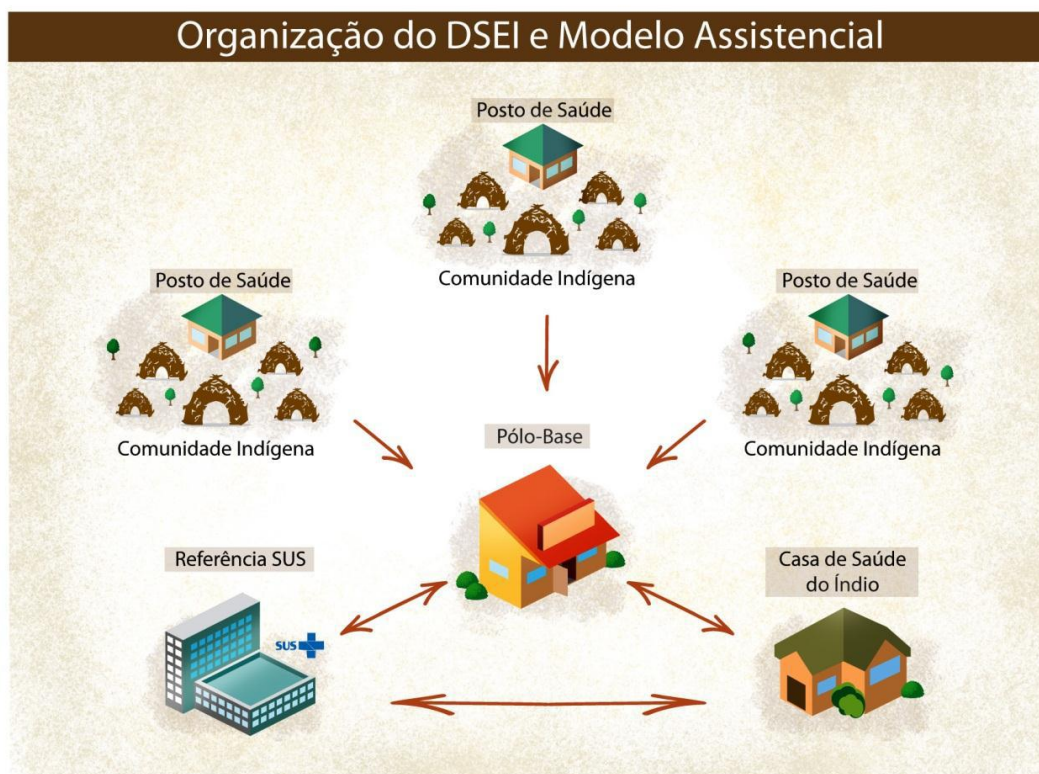 Organização do DSEI e Modelo Assistencial
Posto de Saúde
Comunidade Indígena
Posto de Saúde
Comunidade Indígena
Posto de Saúde
Comunidade Indígena
Pólo-Base
Referência SUS
SUS
Casa de Saúde
do Índio